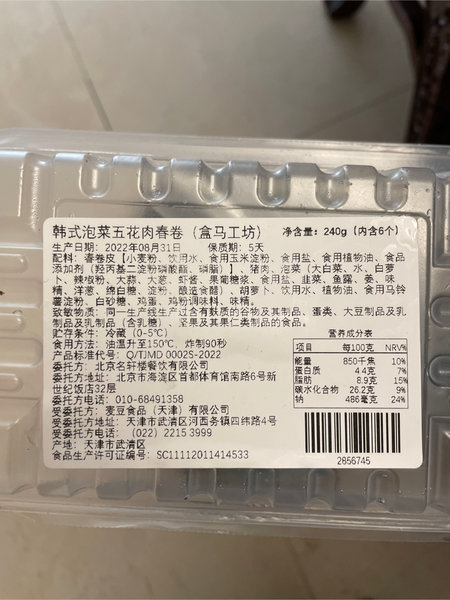 韩式泡菜五花肉春卷（盒马工坊） 净含量：240g（内含6个）
生产日期：2022年08月31日 保质期：5天
配料：春卷皮【小麦粉、饮用水、食用玉米淀粉、食用盐、食用植物油、食品
添加剂（羟丙基二淀粉磷酸酯、磷脂）】、猪肉、泡菜（大白菜、水、白萝
卜、辣椒粉、大蒜、大葱、虾酱、果葡糖浆、食用盐、韭菜、鱼露、姜、味
精、洋葱、绵白糖、淀粉、酿造食醋）、胡萝卜、饮用水、植物油、食用马铃
薯淀粉、白砂糖、鸡蛋、鸡粉调味料、味精。
致敏物质：同一生产线生产过含有麸质的谷物及其制品、蛋类、大豆制品及乳
制品及乳制品（含乳糖）、坚果及其果仁类制品的食品。
贮存条件：冷藏（0-5℃）
食用方法：油温升至150℃，炸制90秒
产品标准代号：Q/TJMD 0002S-2022
委托方：北京名轩楼餐饮有限公司
委托方地址：北京市海淀区首都体育馆南路6号新
世纪饭店32层
委托方电话：010-68491358
受委托方：麦豆食品（天津）有限公司
受委托方地址：天津市武清区河西务镇四纬路4号
受委托方电话：（022）2215 3999
产地：天津市武清区
食品生产许可证编号：SC11112011414533
营养成分表
项目 每100克 NRV%
能量 850千焦 10%
蛋白质 4.4克 7%
脂肪 8.9克 15%
碳水化合物 26.2克 9%
钠 486毫克 24%
2856745